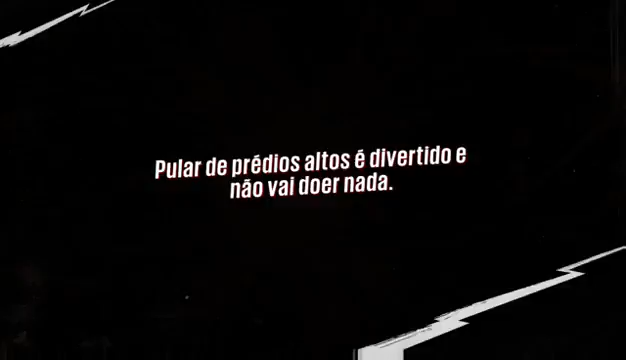 Pular de prédios altos é divertido e
não vai doer nada.